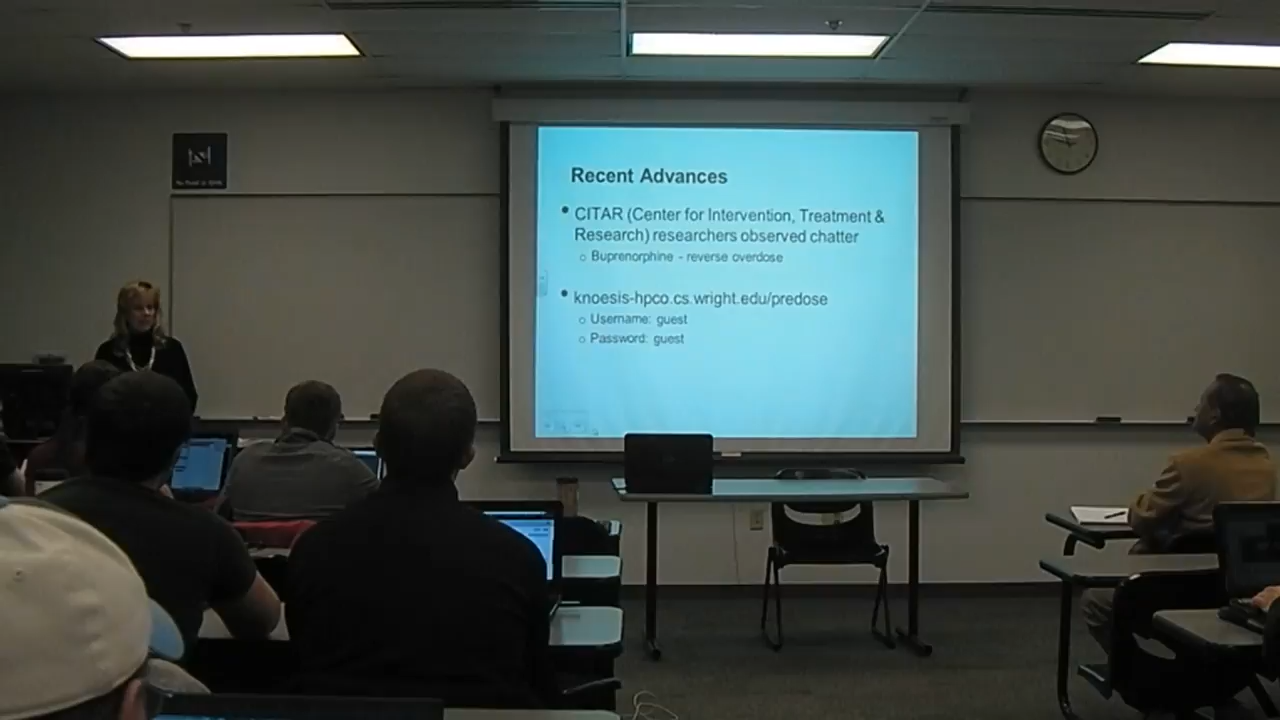 Recent Advances
• CITAR (Center for Intervention, Treatment &
Research) researchers observed chatter
o Buprenorphine - reverse overdose
• knoesis-hpco.cs.wright.edu/predose
o Username: guest
o Password: guest